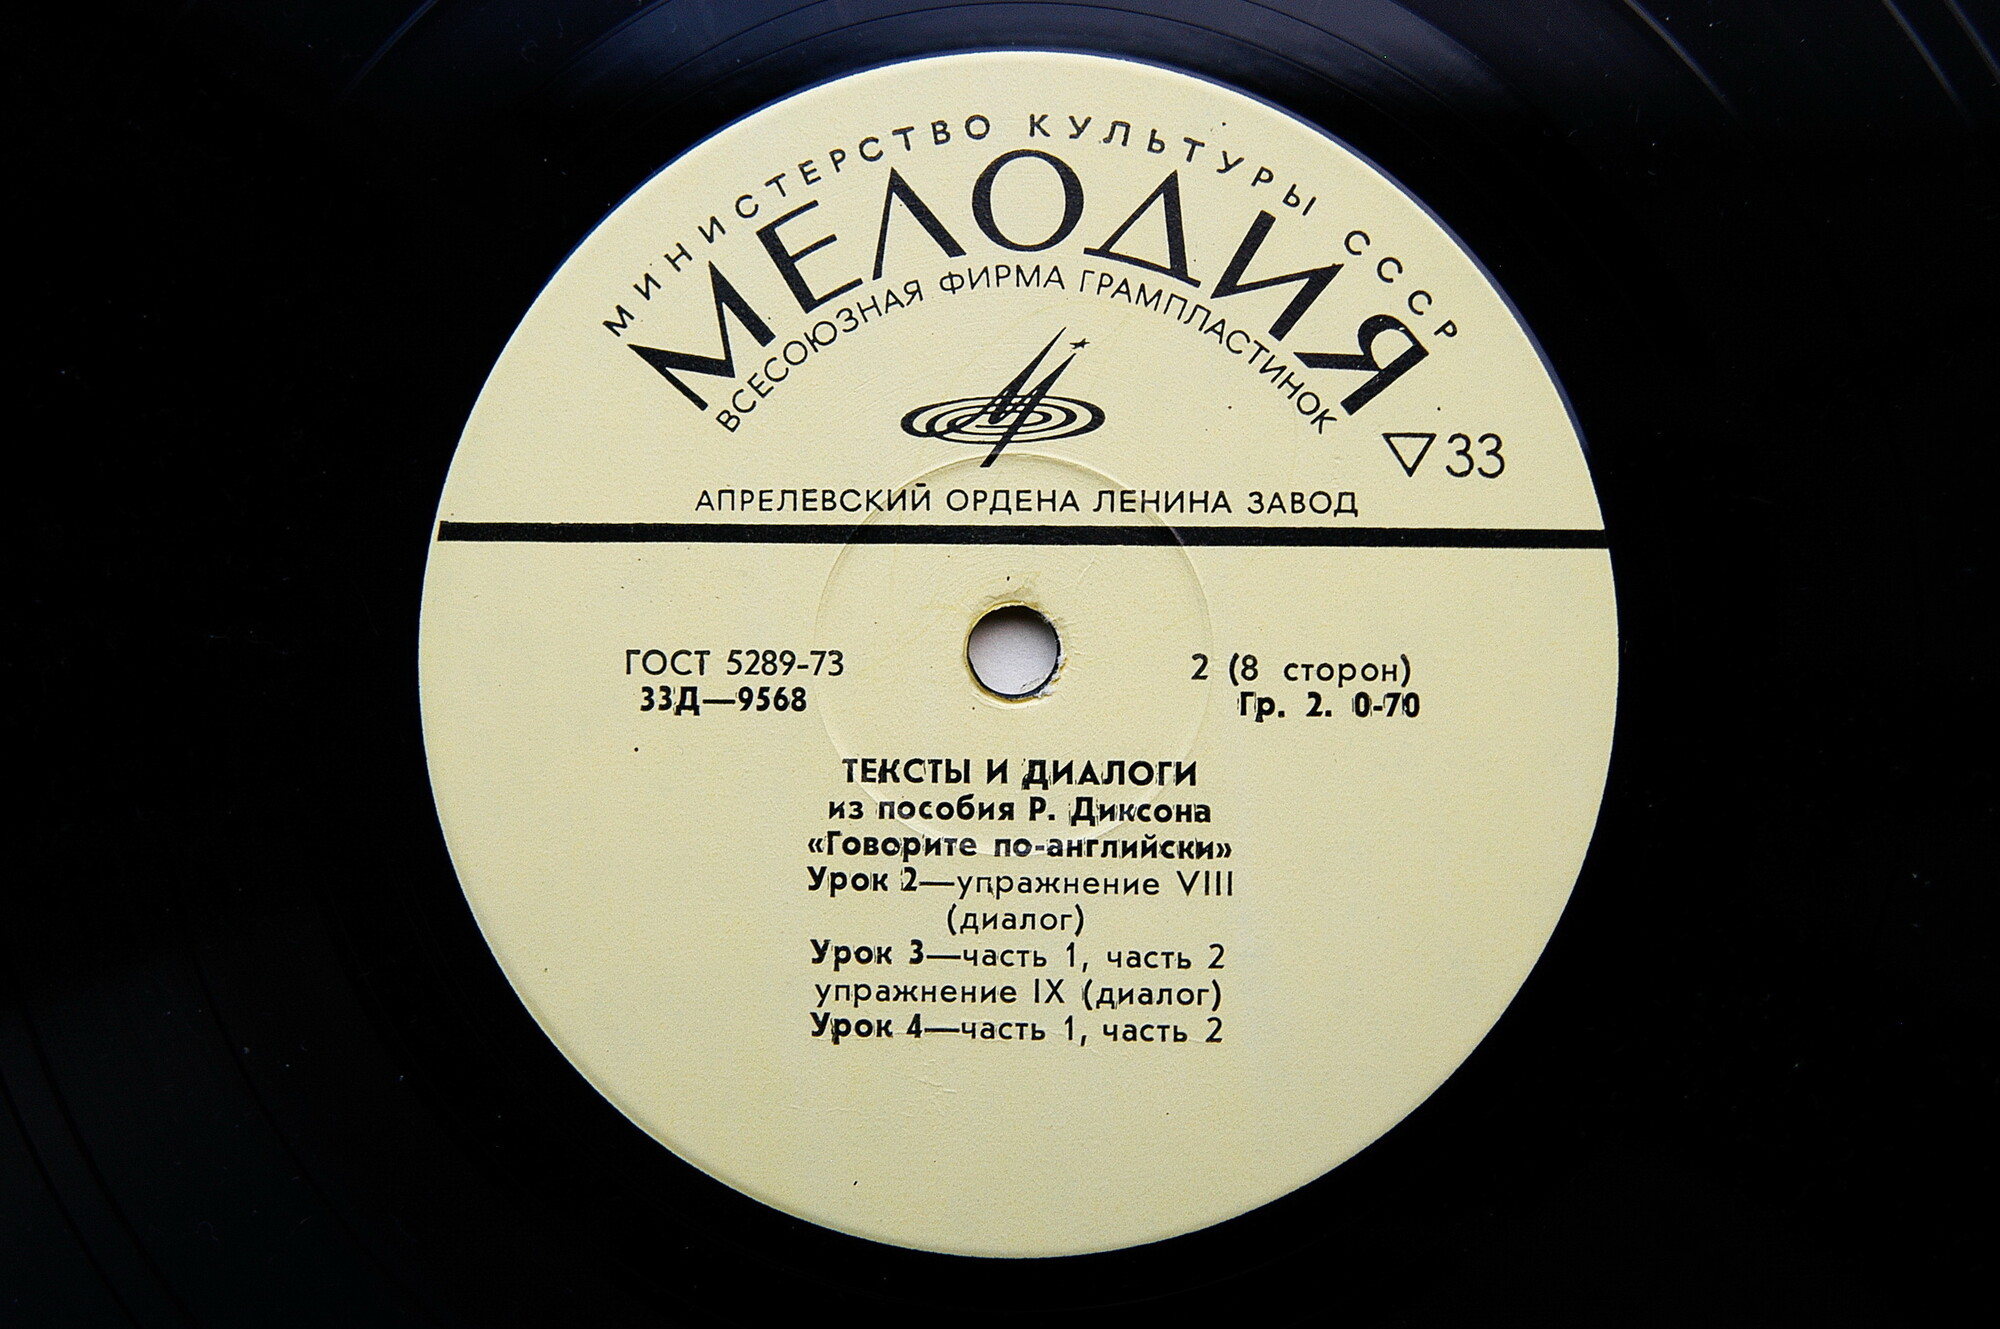 МИНИСТЕРСТВО КУЛЬТУРЫ СССР
МЕЛОДИЯ
ВСЕСОЮЗНАЯ ФИРМА ГРАМПЛАСТИНОК
33
АПРЕЛЕВСКИЙ ОРДЕНА ЛЕНИНА ЗАВОД
ГОСТ 5289-73
33Д—9568
2 (8 сторон)
Гр. 2. 0-70
ТЕКСТЫ И ДИАЛОГИ
из пособия Р. Диксона
«Говорите по-английски»
Урок 2—упражнение VIII
(диалог)
Урок 3—часть 1, часть 2
упражнение IX (диалог)
Урок 4—часть 1, часть 2